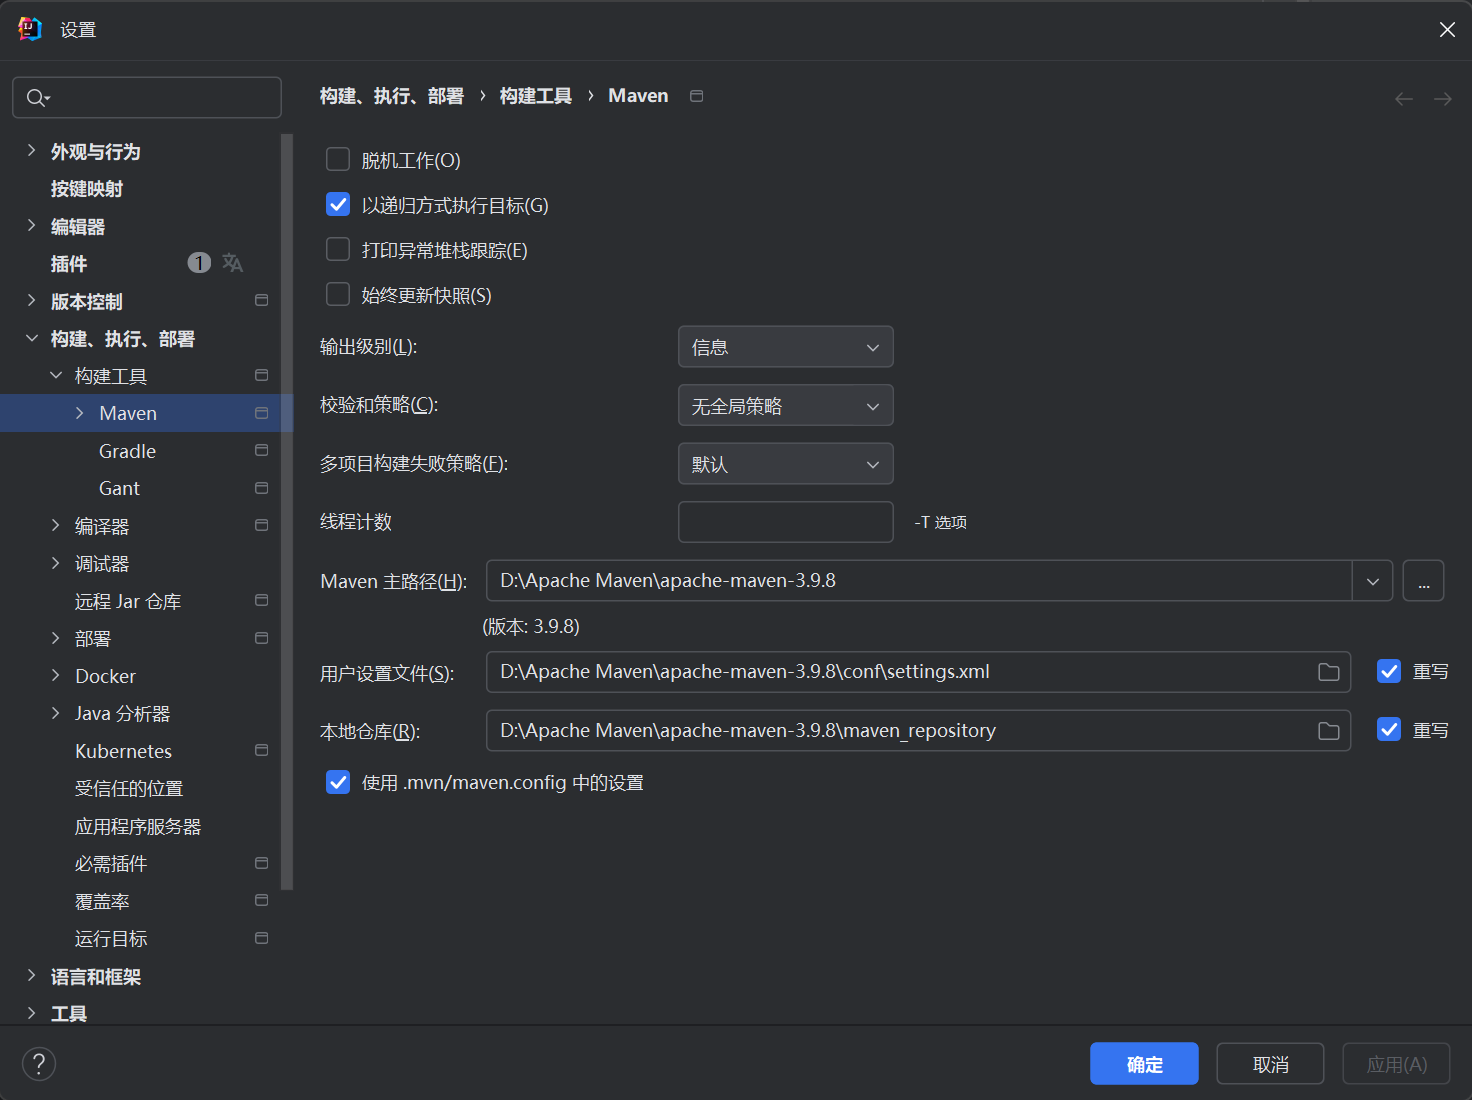 设置
外观与行为
按键映射
编辑器
插件 1
版本控制
构建、执行、部署
构建工具
Maven
Gradle
Gant
编译器
调试器
远程 Jar 仓库
部署
Docker
Java 分析器
Kubernetes
受信任的位置
应用程序服务器
必需插件
覆盖率
运行目标
语言和框架
工具
构建、执行、部署 › 构建工具 › Maven
脱机工作(O)
以递归方式执行目标(G)
打印异常堆栈跟踪(E)
始终更新快照(S)
输出级别(L): 信息
校验和策略(C): 无全局策略
多项目构建失败策略(F): 默认
线程计数 -T 选项
Maven 主路径(H): D:\Apache Maven\apache-maven-3.9.8 ...
(版本: 3.9.8)
用户设置文件(S): D:\Apache Maven\apache-maven-3.9.8\conf\settings.xml 重写
本地仓库(R): D:\Apache Maven\apache-maven-3.9.8\maven_repository 重写
使用 .mvn/maven.config 中的设置
? 确定 取消 应用(A)